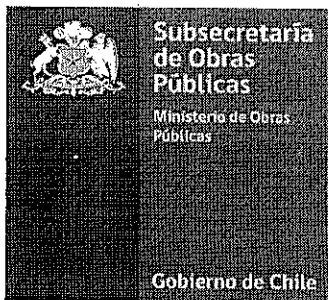 Subsecretaría
de Obras
Públicas
Ministerio de Obras
Públicas
Gobierno de Chile